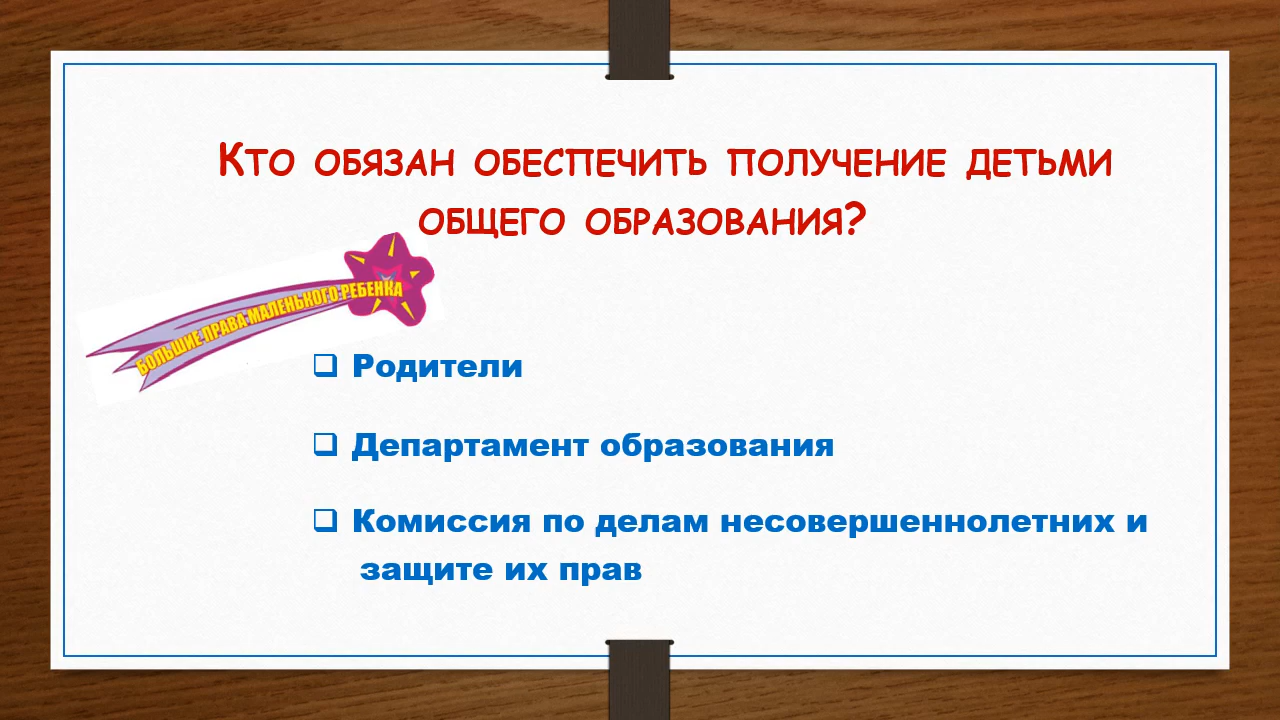 Кто обязан обеспечить получение детьми
общего образования?
БОЛЬШИЕ ПРАВА МАЛЕНЬКОГО РЕБЕНКА
❑ Родители
❑ Департамент образования
❑ Комиссия по делам несовершеннолетних и
защите их прав